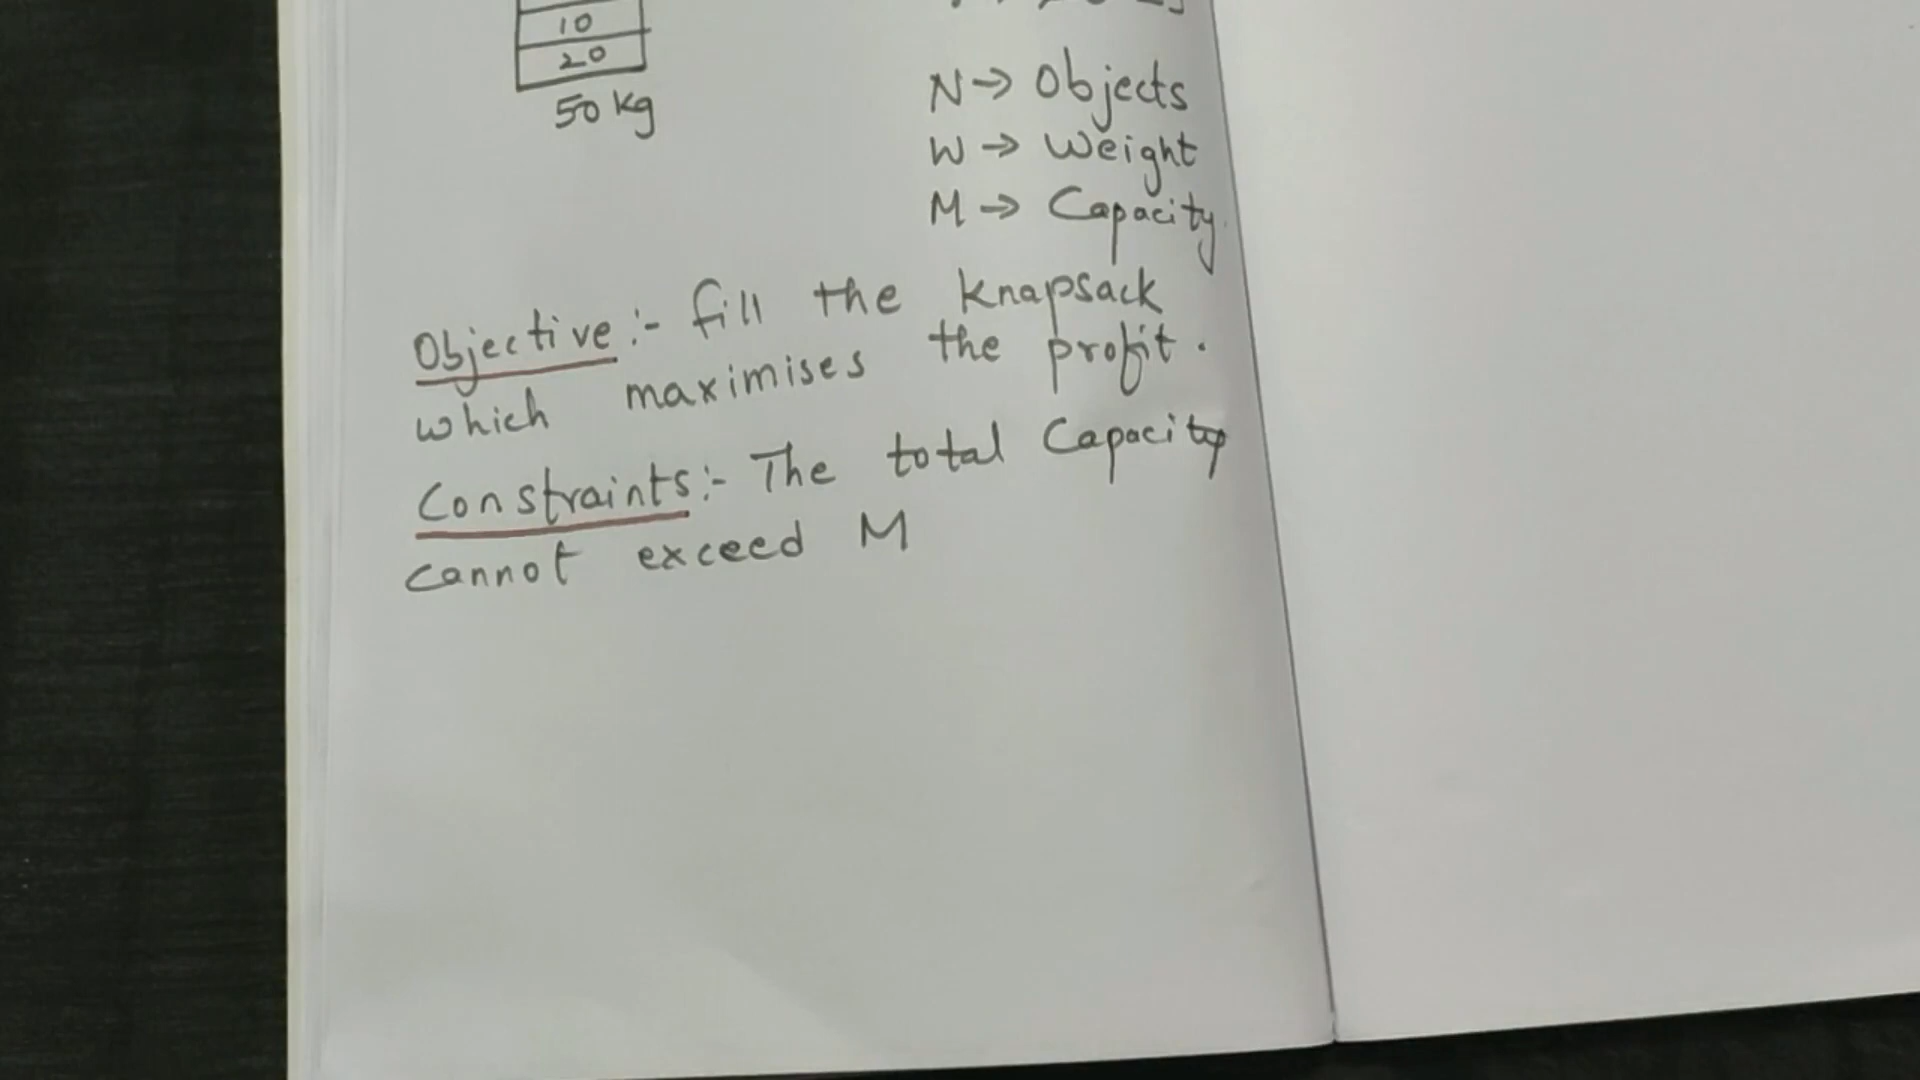 10
20
50 kg
N → Objects
W → Weight
M → Capacity.
Objective :- fill the knapsack
which maximises the profit.
Constraints :- The total Capacity
cannot exceed M